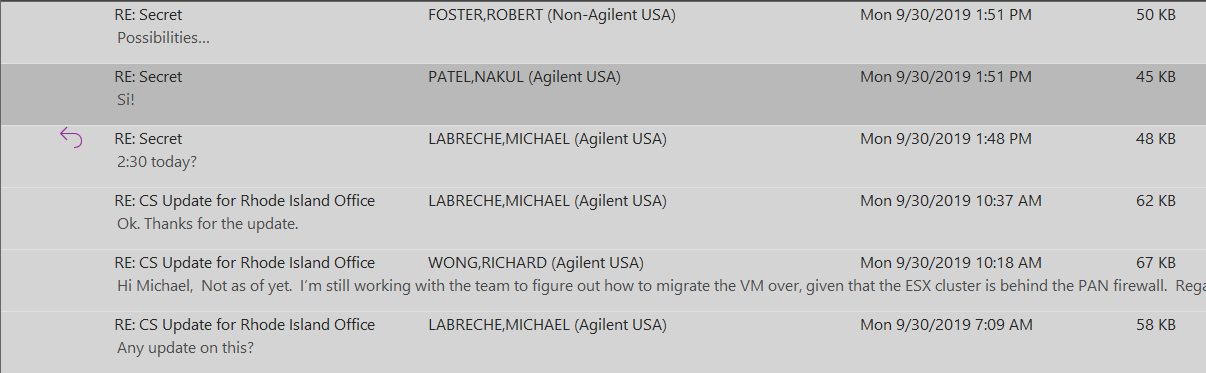 RE: Secret FOSTER,ROBERT (Non-Agilent USA) Mon 9/30/2019 1:51 PM 50 KB
Possibilities...
RE: Secret PATEL,NAKUL (Agilent USA) Mon 9/30/2019 1:51 PM 45 KB
Si!
RE: Secret LABRECHE,MICHAEL (Agilent USA) Mon 9/30/2019 1:48 PM 48 KB
2:30 today?
RE: CS Update for Rhode Island Office LABRECHE,MICHAEL (Agilent USA) Mon 9/30/2019 10:37 AM 62 KB
Ok. Thanks for the update.
RE: CS Update for Rhode Island Office WONG,RICHARD (Agilent USA) Mon 9/30/2019 10:18 AM 67 KB
Hi Michael, Not as of yet. I'm still working with the team to figure out how to migrate the VM over, given that the ESX cluster is behind the PAN firewall. Rega
RE: CS Update for Rhode Island Office LABRECHE,MICHAEL (Agilent USA) Mon 9/30/2019 7:09 AM 58 KB
Any update on this?